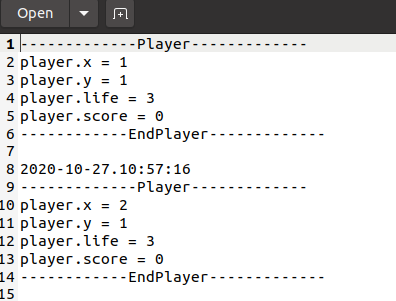 Open
1 -------------Player-------------
2 player.x = 1
3 player.y = 1
4 player.life = 3
5 player.score = 0
6 ------------EndPlayer-------------
7
8 2020-10-27.10:57:16
9 -------------Player-------------
10 player.x = 2
11 player.y = 1
12 player.life = 3
13 player.score = 0
14 ------------EndPlayer-------------
15